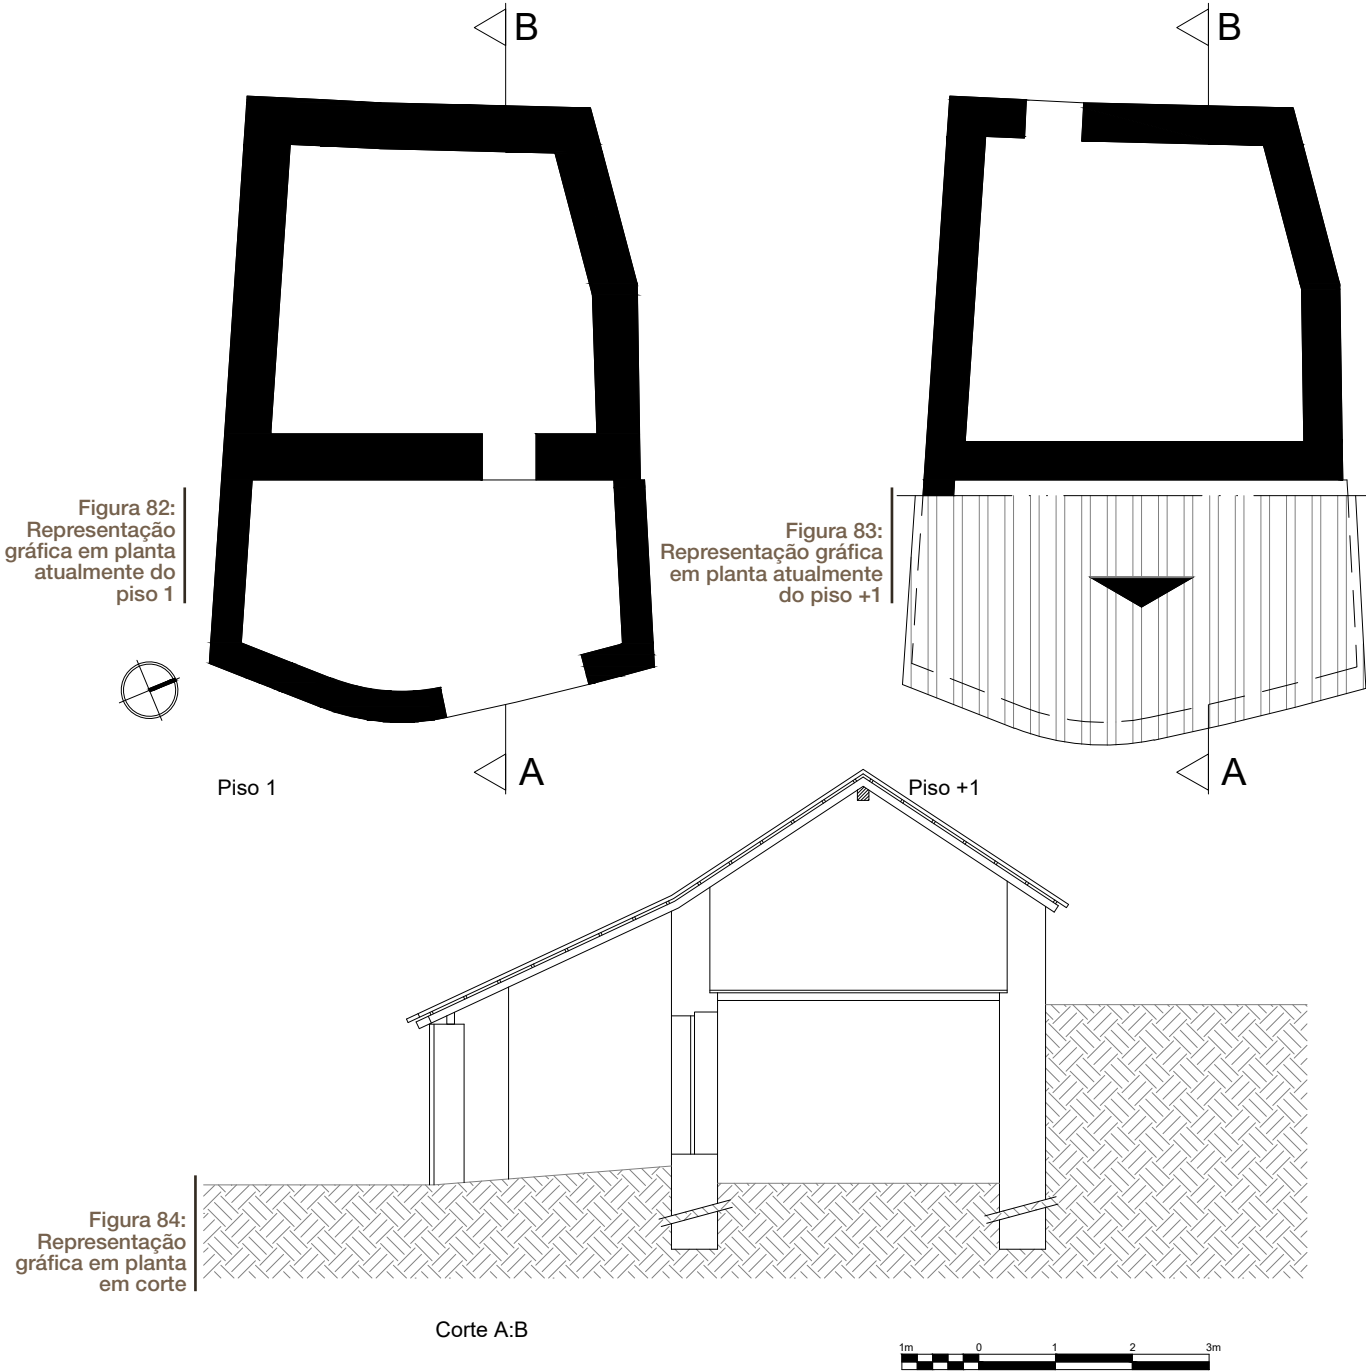 B
B
Figura 82:
Representação
gráfica em planta
atualmente do
piso 1
Figura 83:
Representação gráfica
em planta atualmente
do piso +1
A
A
Piso 1
Piso +1
Figura 84:
Representação
gráfica em planta
em corte
Corte A:B
1m 0 1 2 3m